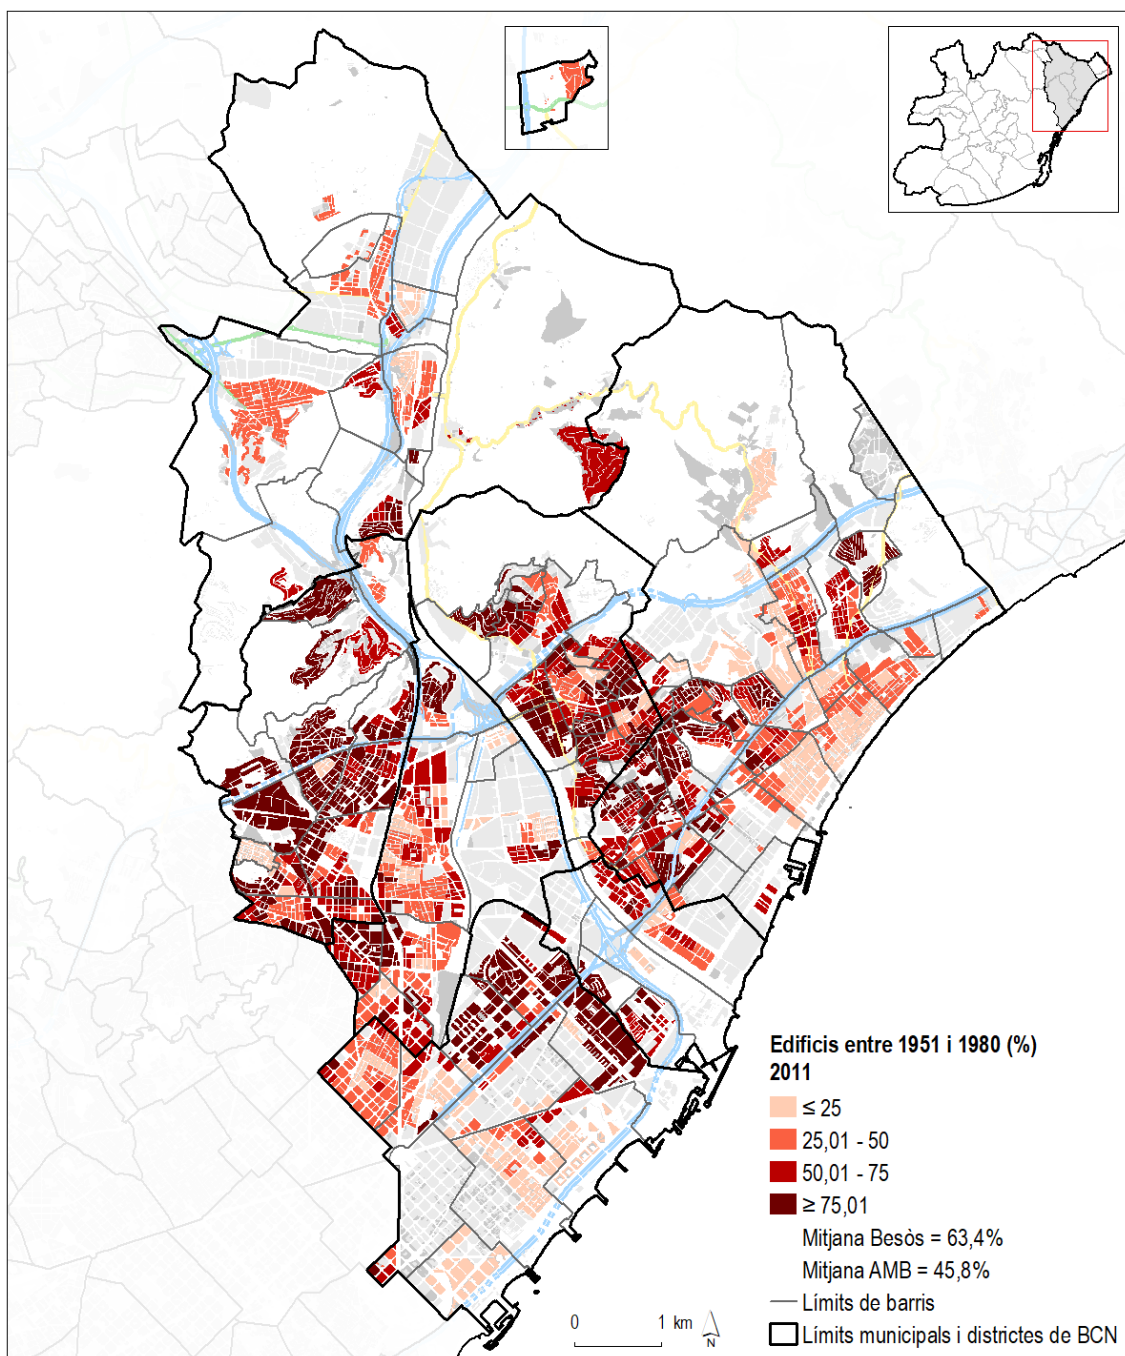 Edificis entre 1951 i 1980 (%)
2011
≤ 25
25,01 - 50
50,01 - 75
≥ 75,01
Mitjana Besòs = 63,4%
Mitjana AMB = 45,8%
Límits de barris
Límits municipals i districtes de BCN
0 1 km
N